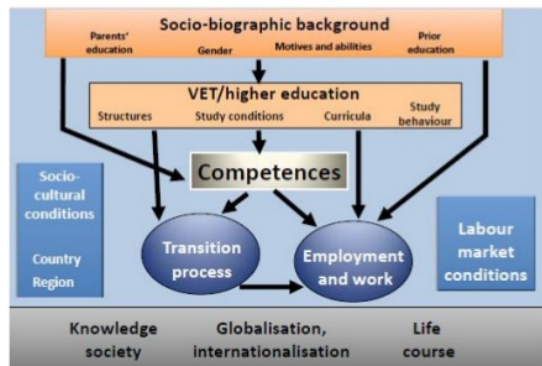 Socio-biographic background
Parents' education
Gender
Motives and abilities
Prior education
VET/higher education
Structures
Study conditions
Curricula
Study behaviour
Competences
Socio-
cultural
conditions
Country
Region
Transition
process
Employment
and work
Labour
market
conditions
Knowledge
society
Globalisation,
internationalisation
Life
course